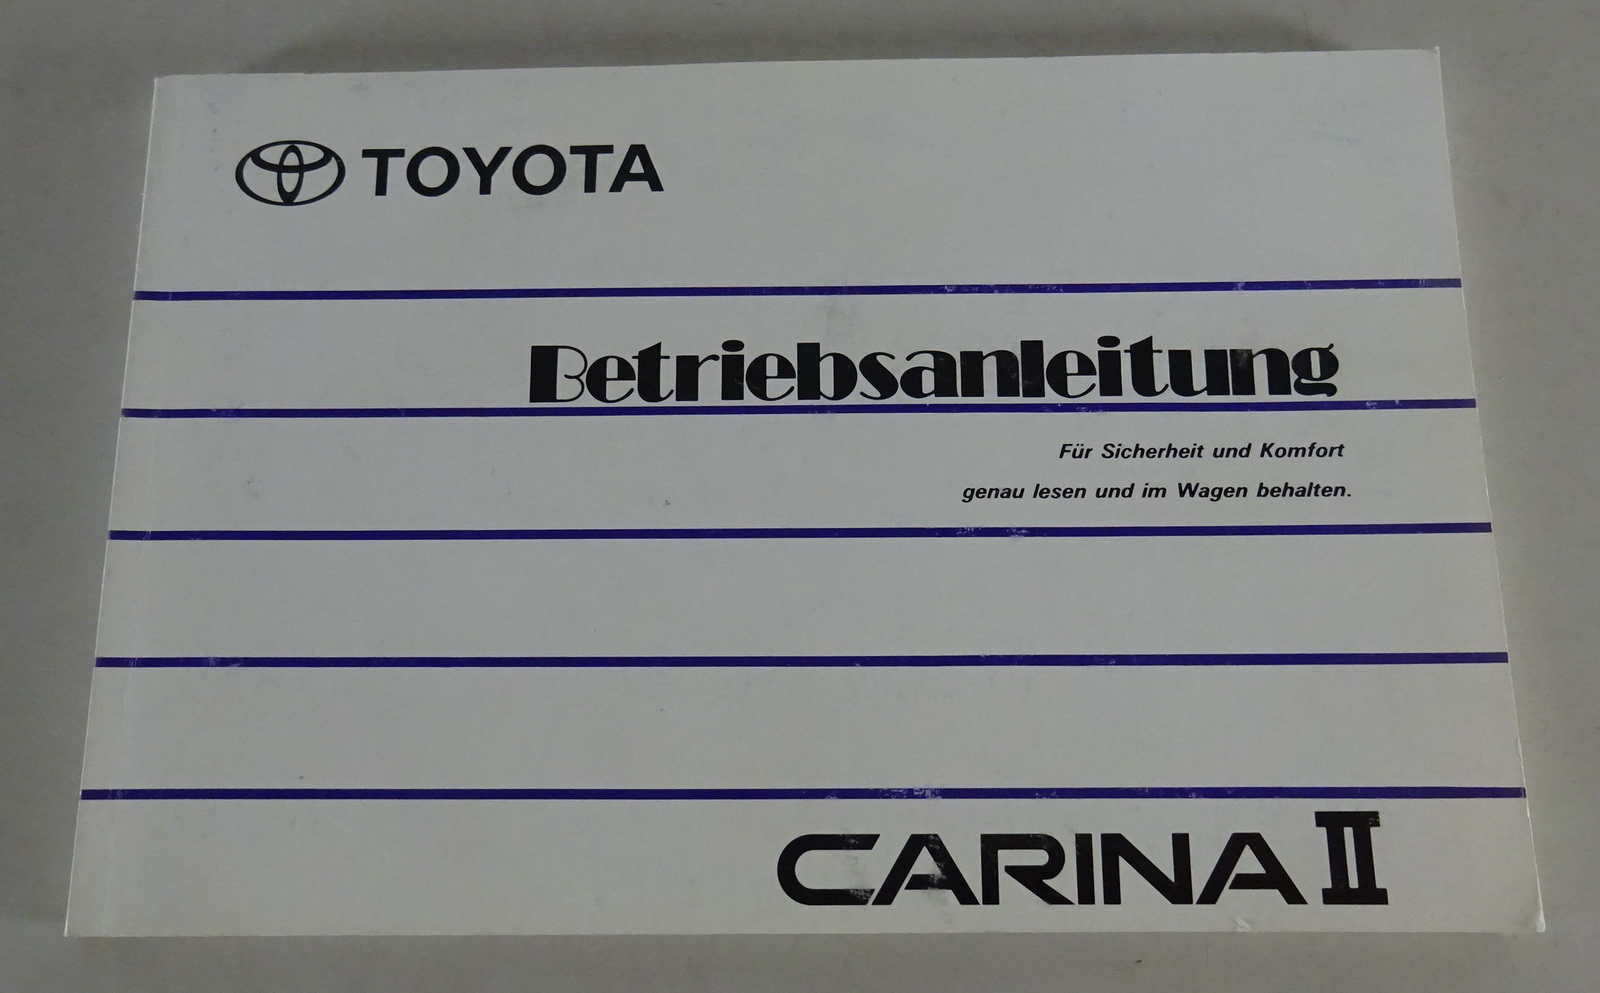 TOYOTA
Betriebsanleitung
Für Sicherheit und Komfort
genau lesen und im Wagen behalten.
CARINA II